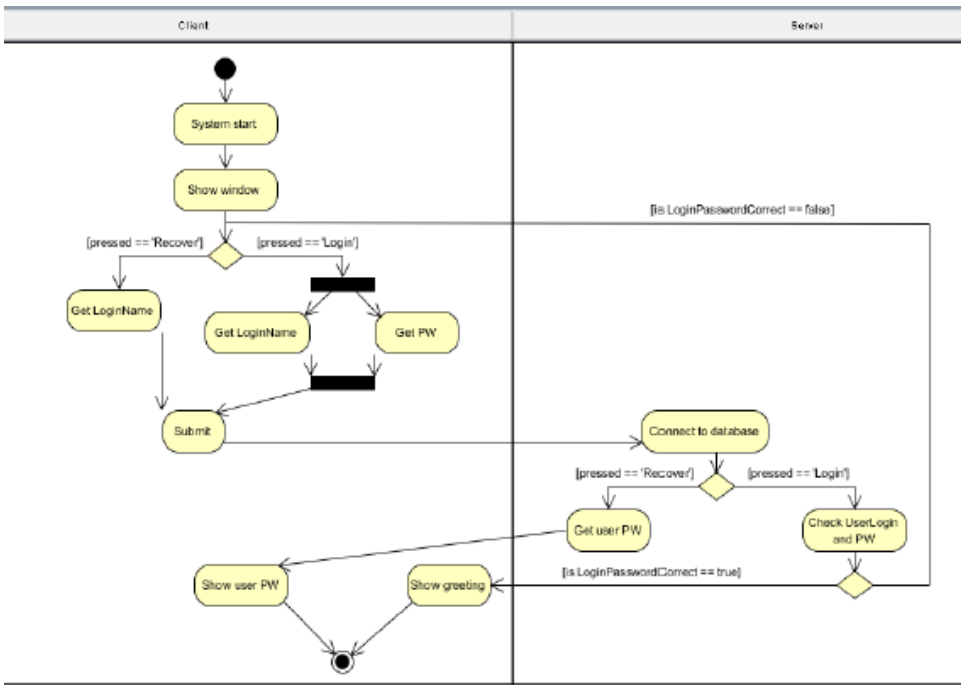 Client
Server
System start
Show window
[is LoginPasswordCorrect == false]
[pressed == 'Recover']
[pressed == 'Login']
Get LoginName
Get LoginName
Get PW
Submit
Connect to database
[pressed == 'Recover']
[pressed == 'Login']
Get user PW
Check UserLogin
and PW
[is LoginPasswordCorrect == true]
Show user PW
Show greeting